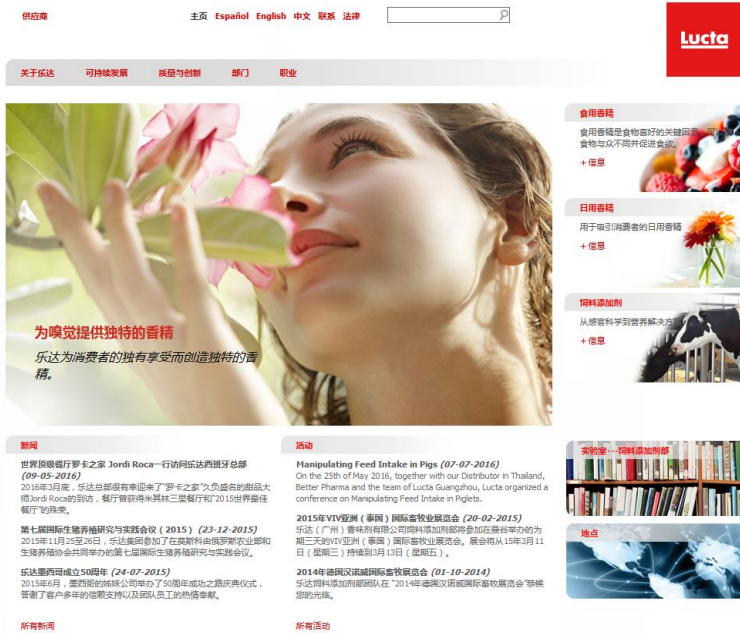 供应商
主页 Español English 中文 联系 法律
Lucta
关于乐达 可持续发展 质量与创新 部门 职业
为嗅觉提供独特的香精
乐达为消费者的独有享受而创造独特的香
精。
食用香精
食用香精是食物喜好的关键因素，可以使
食物与众不同并促进食欲。
+ 信息
日用香精
用于吸引消费者的日用香精
+ 信息
饲料添加剂
从感官科学到营养解决方
+ 信息
新闻
世界顶级餐厅罗卡之家 Jordi Roca一行访问乐达西班牙总部
(09-05-2016)
2016年3月底，乐达总部很有幸迎来了“罗卡之家”久负盛名的甜品大
师Jordi Roca的到访，餐厅曾获得米其林三星餐厅和“2015世界最佳
餐厅”的殊荣。
第七届国际生猪养殖研究与实践会议（2015） (23-12-2015)
2015年11月25至26日，乐达集团参加了在莫斯科由俄罗斯农业部和
生猪养殖协会共同举办的第七届国际生猪养殖研究与实践会议。
乐达墨西哥成立50周年 (24-07-2015)
2015年6月，墨西哥的姊妹公司举办了50周年成功之路庆典仪式，
答谢了客户多年的信赖支持以及团队员工的热情奉献。
所有新闻
活动
Manipulating Feed Intake in Pigs (07-07-2016)
On the 25th of May 2016, together with our Distributor in Thailand,
Better Pharma and the team of Lucta Guangzhou, Lucta organized a
conference on Manipulating Feed Intake in Piglets.
2015年VIV亚洲（泰国）国际畜牧业展览会 (20-02-2015)
乐达（广州）香味剂有限公司饲料添加剂部将参加在曼谷举办的为
期三天的VIV亚洲（泰国）国际畜牧业展览会。展会将从15年3月11
日（星期三）持续到3月13日（星期五）。
2014年德国汉诺威国际畜牧展览会 (01-10-2014)
乐达饲料添加剂部团队在 “2014年德国汉诺威国际畜牧展览会”恭候
您的光临。
所有活动
实验室---饲料添加剂部
地点